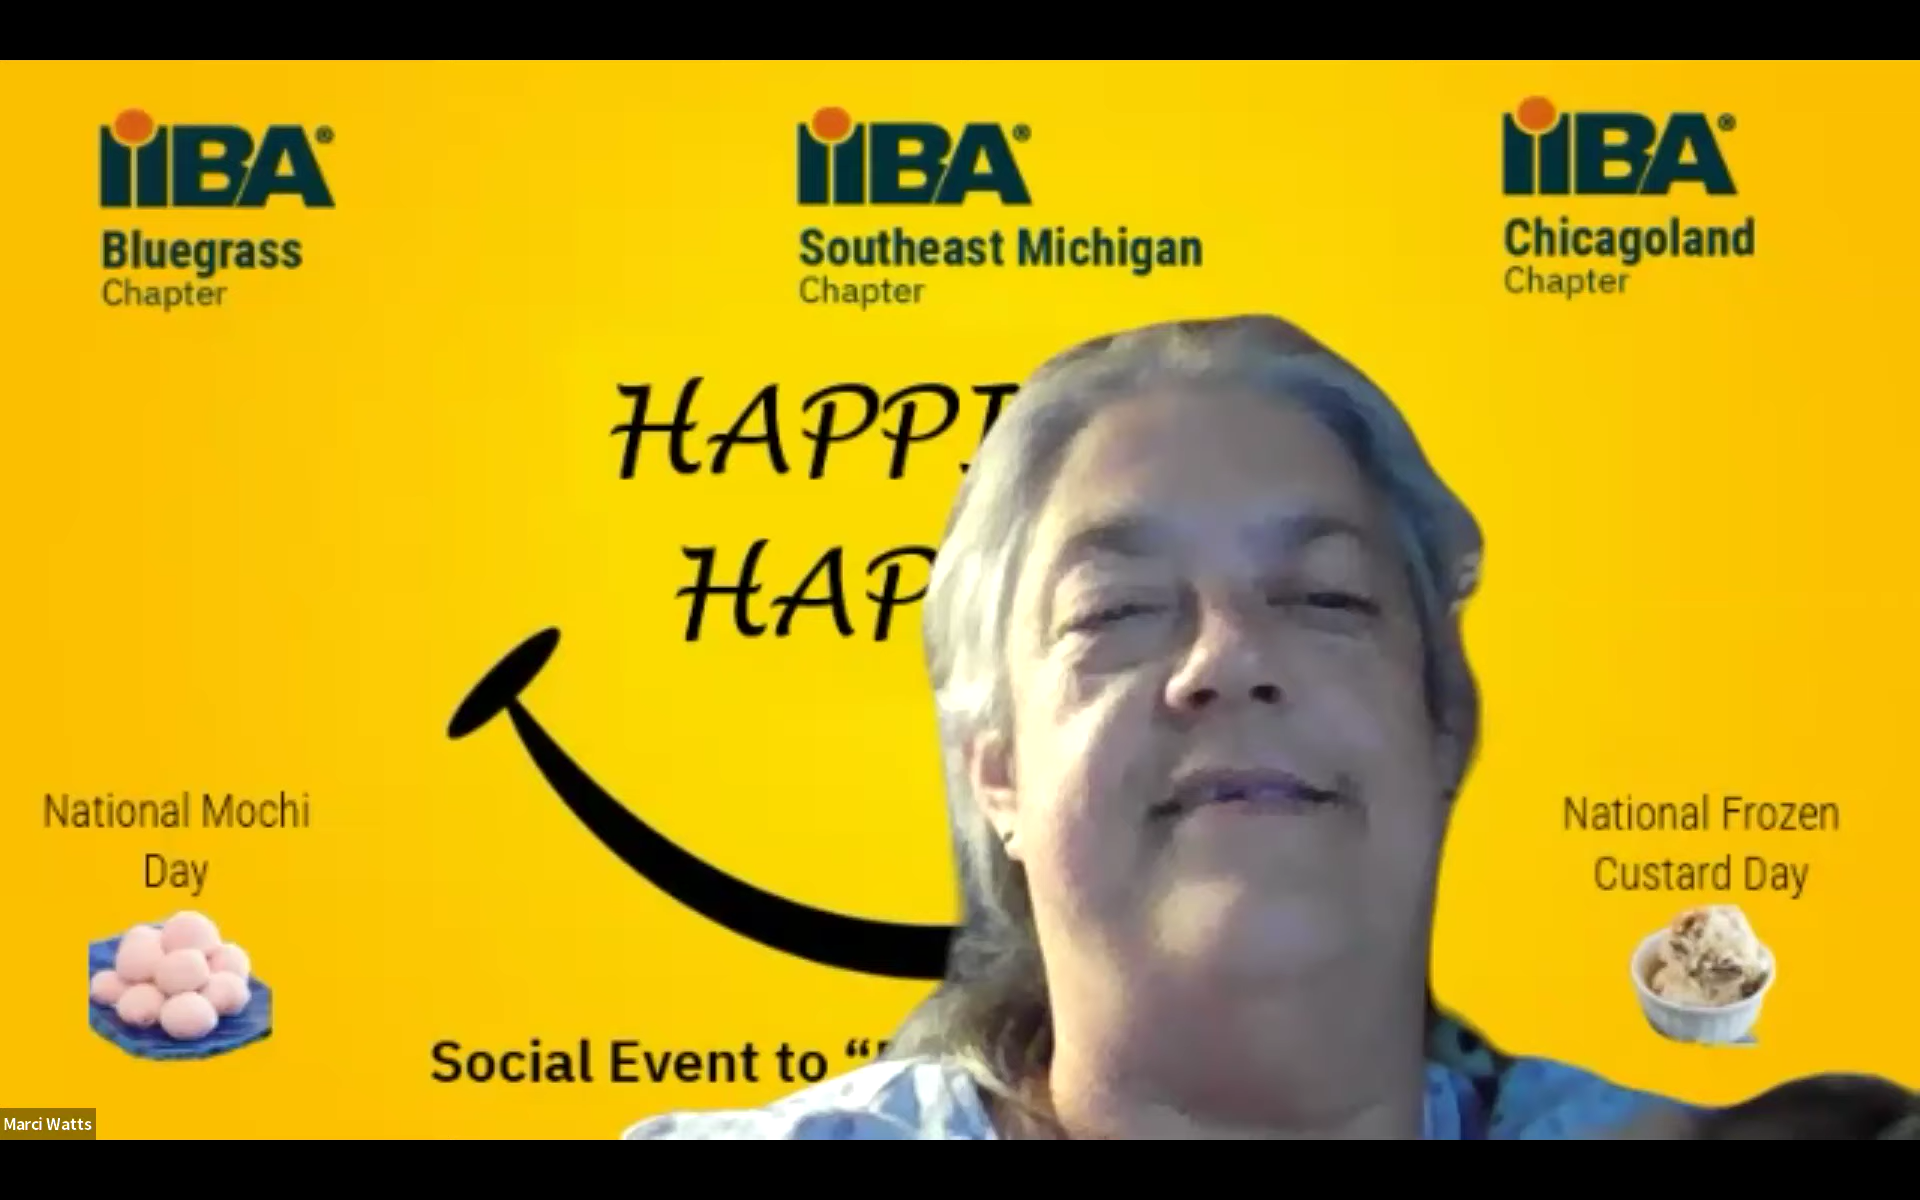 IIBA®
Bluegrass
Chapter
IIBA®
Southeast Michigan
Chapter
IIBA®
Chicagoland
Chapter
HAPPI
HAP
National Mochi
Day
National Frozen
Custard Day
Social Event to “
Marci Watts